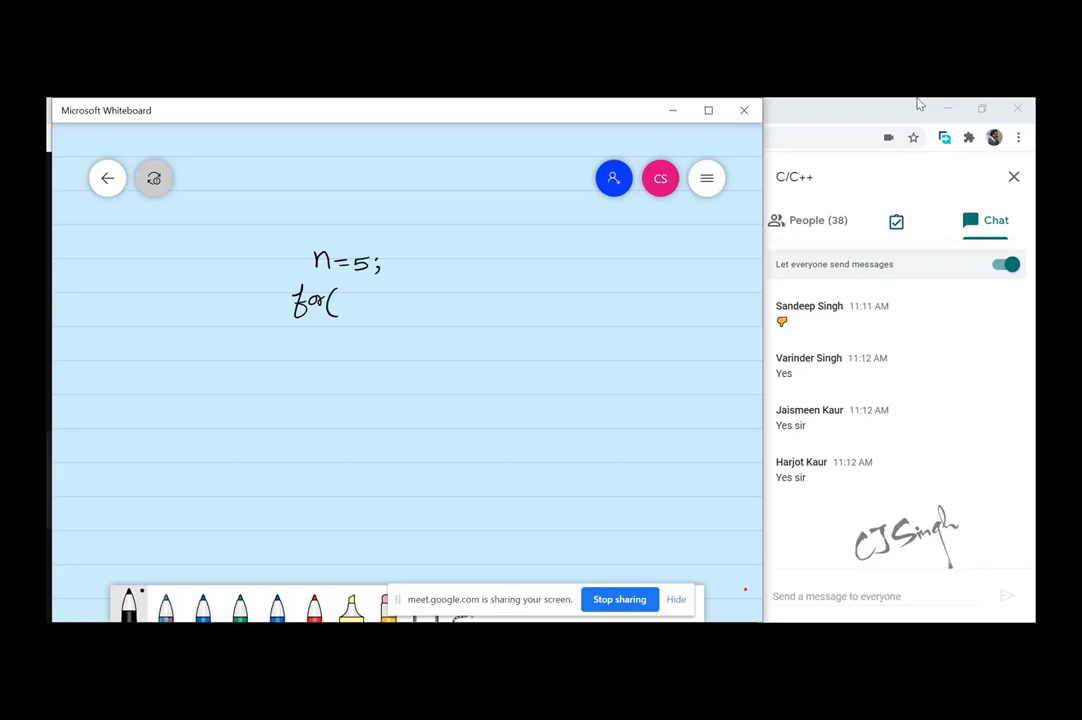 Microsoft Whiteboard
CS
n=5;
for(
C/C++
People (38)
Chat
Let everyone send messages
Sandeep Singh 11:11 AM
Varinder Singh 11:12 AM
Yes
Jaismeen Kaur 11:12 AM
Yes sir
Harjot Kaur 11:12 AM
Yes sir
CJSingh
meet.google.com is sharing your screen.
Stop sharing
Hide
Send a message to everyone